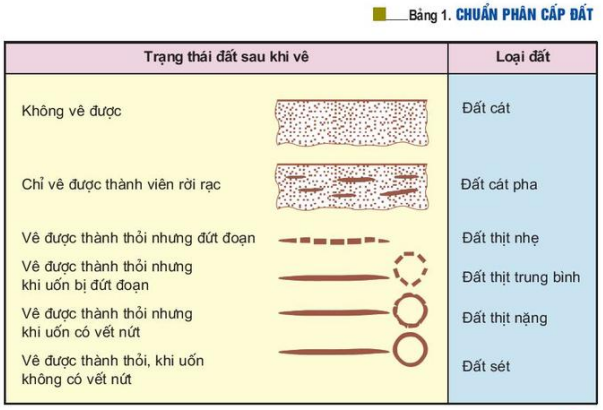 Bảng 1. CHUẨN PHÂN CẤP ĐẤT
Trạng thái đất sau khi vê
Loại đất
Không vê được
Đất cát
Chỉ vê được thành viên rời rạc
Đất cát pha
Vê được thành thỏi nhưng đứt đoạn
Đất thịt nhẹ
Vê được thành thỏi nhưng
khi uốn bị đứt đoạn
Đất thịt trung bình
Vê được thành thỏi nhưng
khi uốn có vết nứt
Đất thịt nặng
Vê được thành thỏi, khi uốn
không có vết nứt
Đất sét